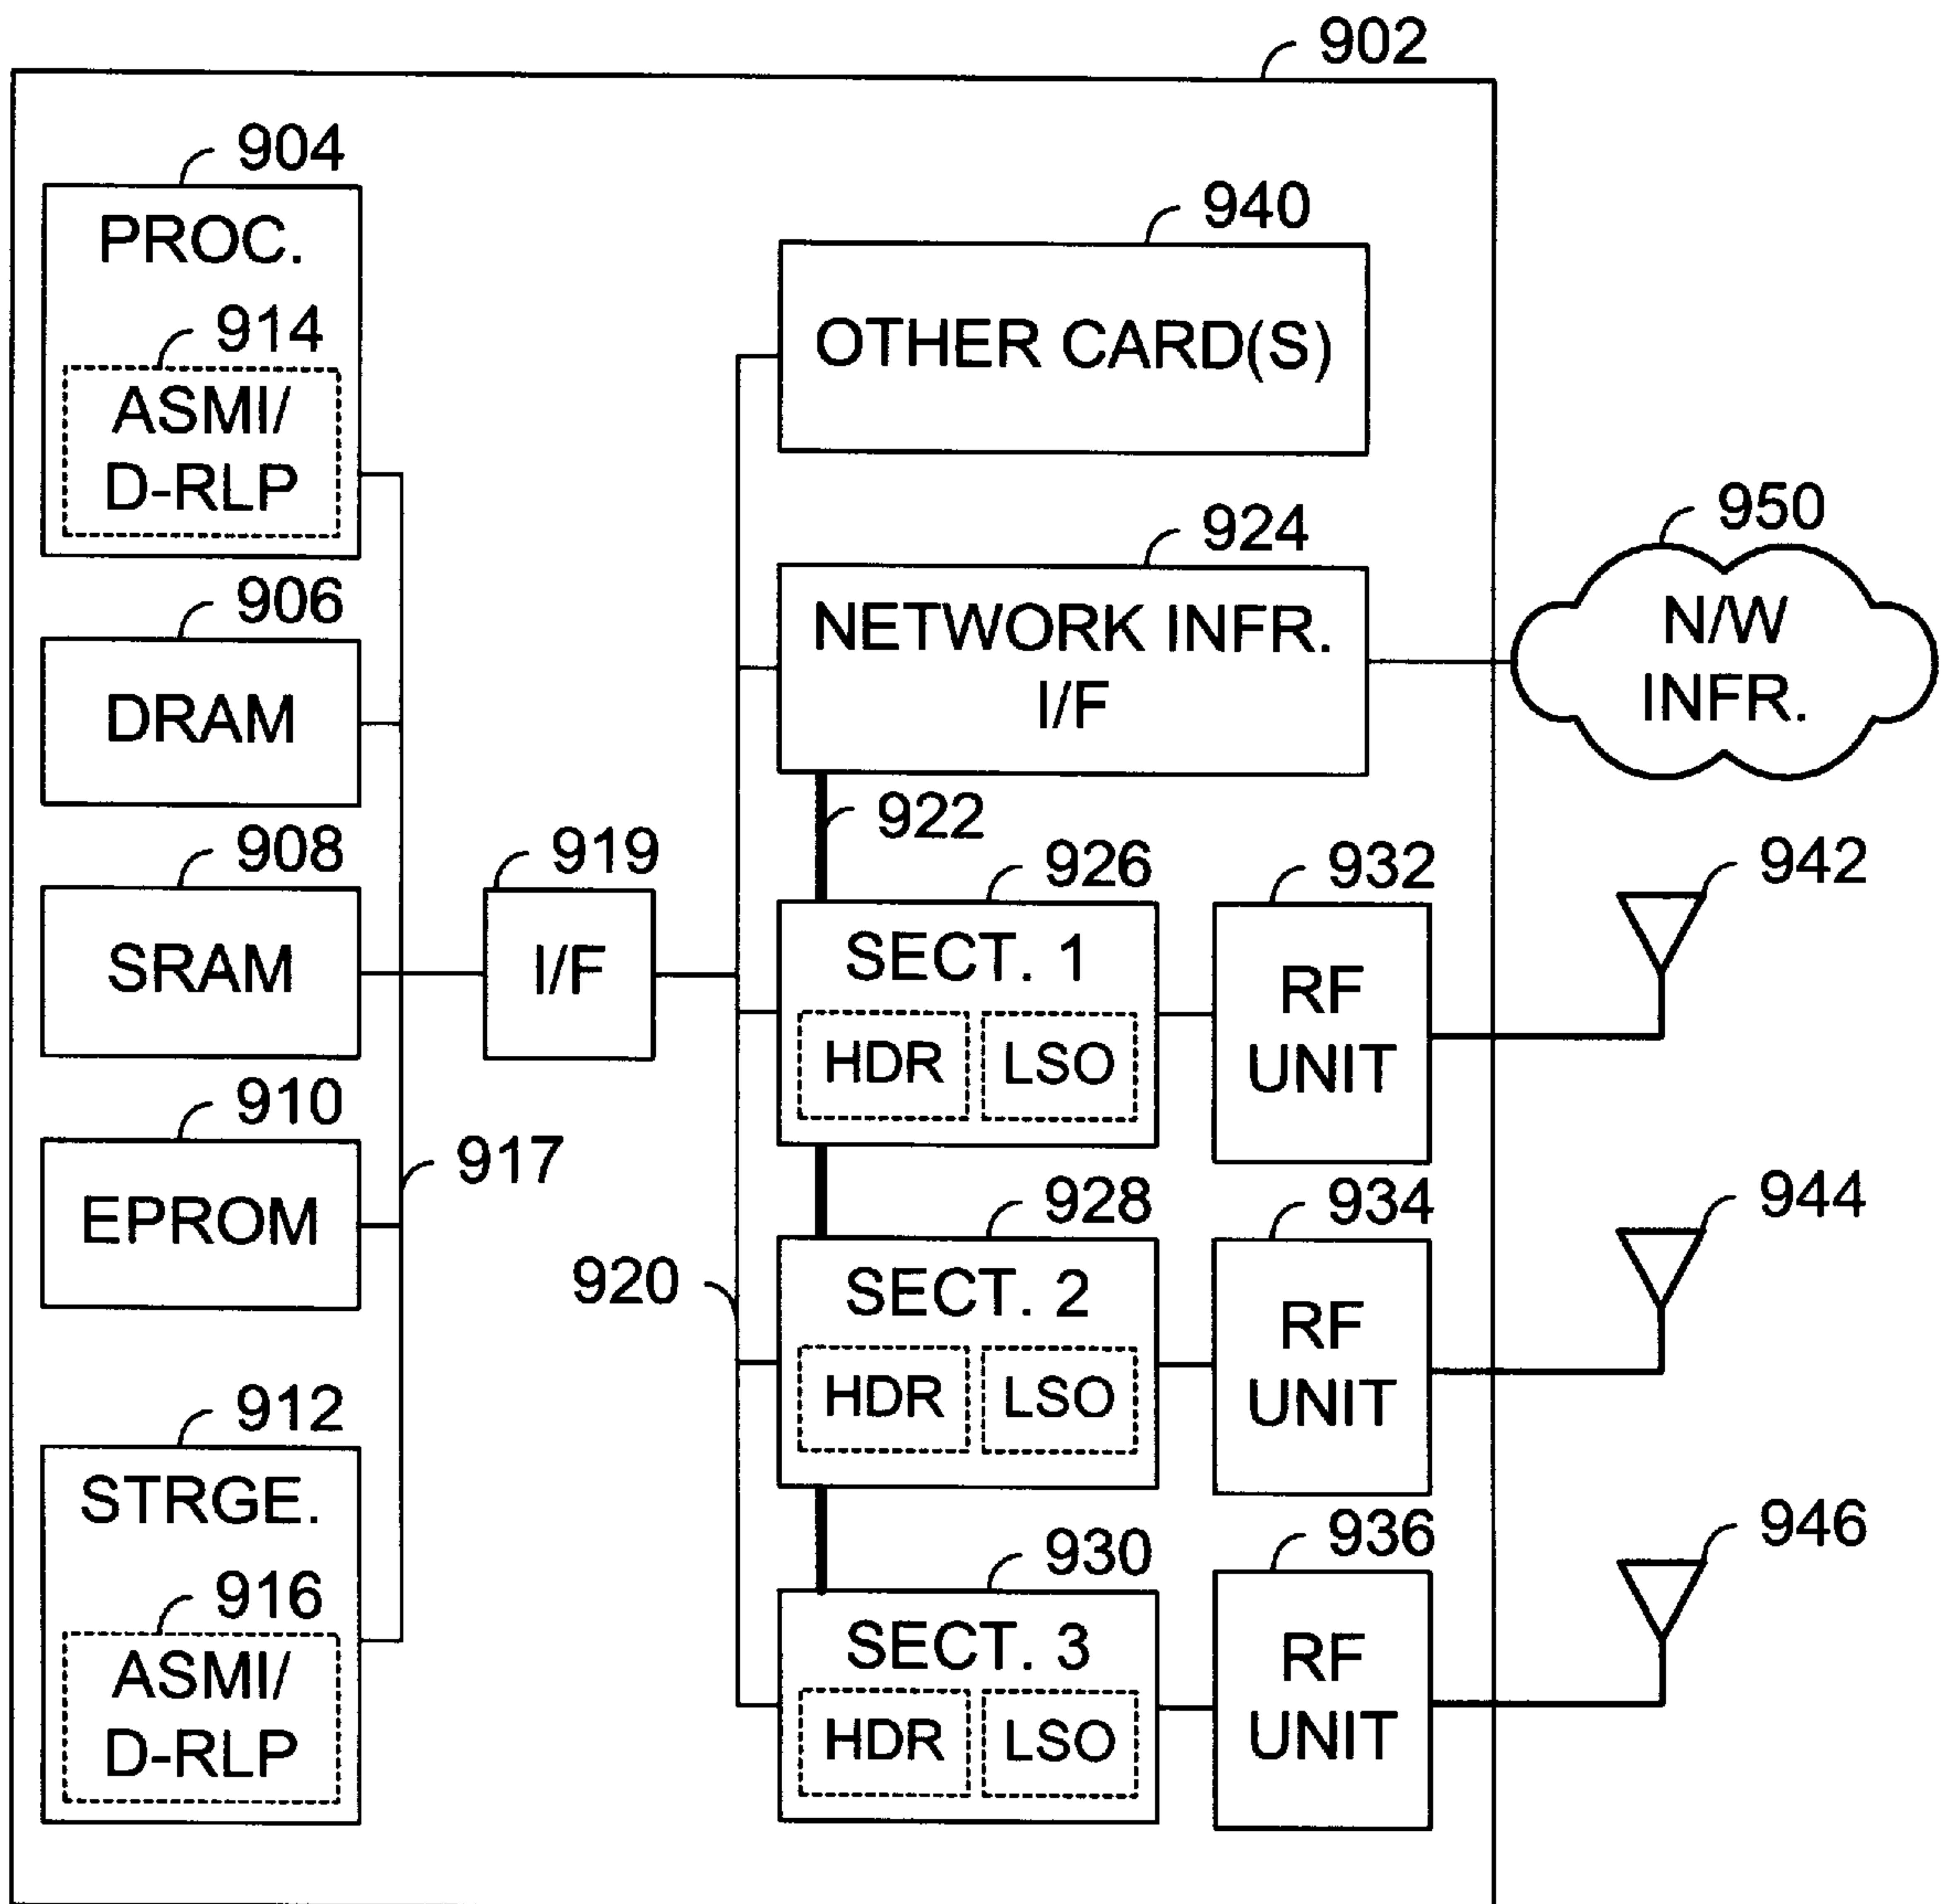 902
904
PROC.
914
ASMI/
D-RLP
906
DRAM
908
SRAM
910
EPROM
917
912
STRGE.
916
ASMI/
D-RLP
919
I/F
920
940
OTHER CARD(S)
924
NETWORK INFR.
I/F
950
N/W
INFR.
922
926
SECT. 1
HDR LSO
932
RF
UNIT
942
928
SECT. 2
HDR LSO
934
RF
UNIT
944
930
SECT. 3
HDR LSO
936
RF
UNIT
946